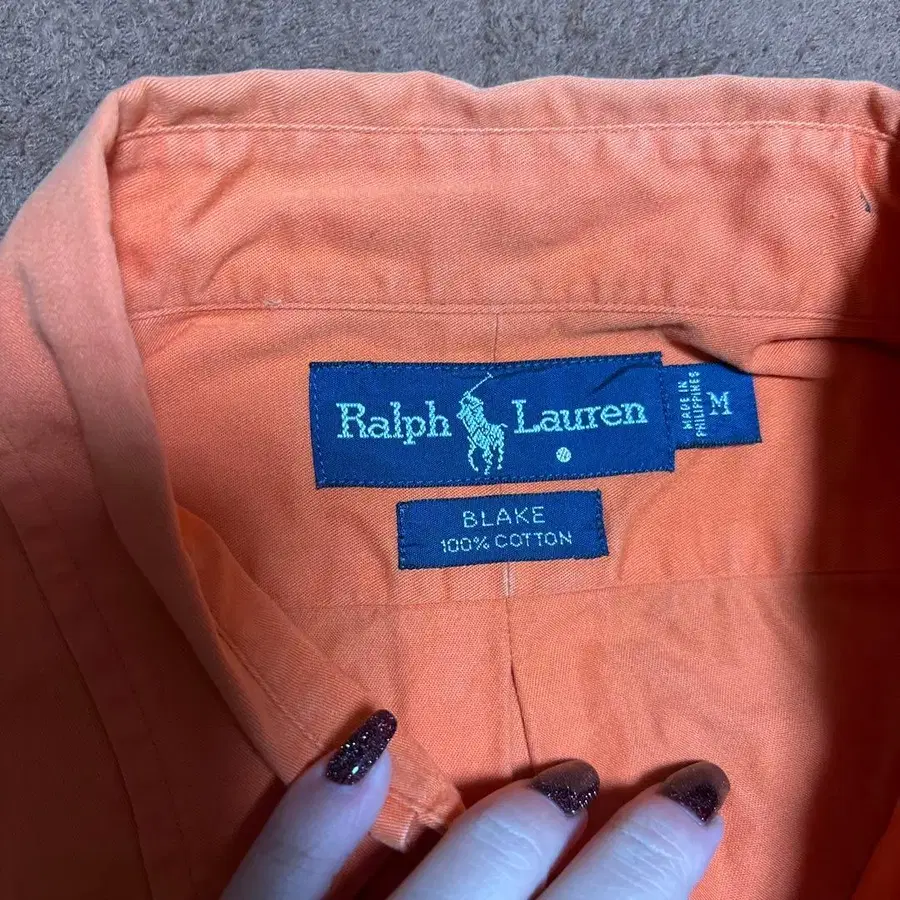 Ralph Lauren
MADE IN
PHILIPPINES
M
BLAKE
100% COTTON